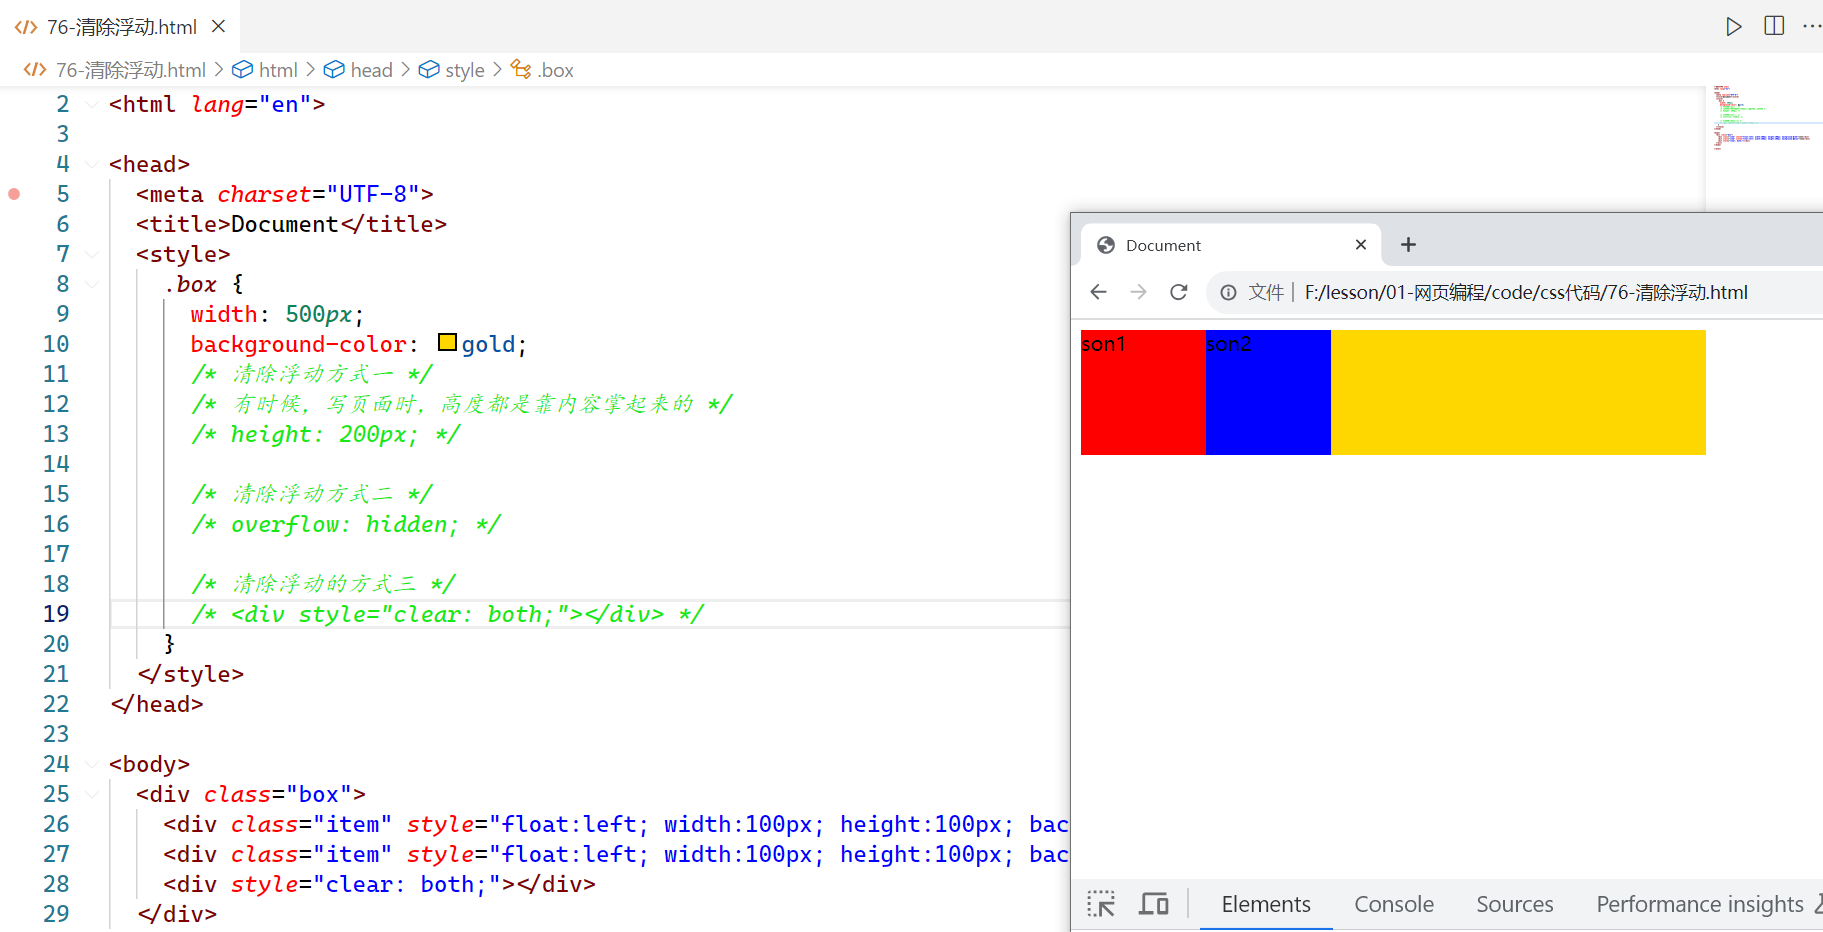 76-清除浮动.html
76-清除浮动.html > html > head > style > .box
2 <html lang="en">
3
4 <head>
5 <meta charset="UTF-8">
6 <title>Document</title>
7 <style>
8 .box {
9 width: 500px;
10 background-color: gold;
11 /* 清除浮动方式一 */
12 /* 有时候，写页面时，高度都是靠内容掌起来的 */
13 /* height: 200px; */
14
15 /* 清除浮动方式二 */
16 /* overflow: hidden; */
17
18 /* 清除浮动的方式三 */
19 /* <div style="clear: both;"></div> */
20 }
21 </style>
22 </head>
23
24 <body>
25 <div class="box">
26 <div class="item" style="float:left; width:100px; height:100px; bac
27 <div class="item" style="float:left; width:100px; height:100px; bac
28 <div style="clear: both;"></div>
29 </div>
Document
文件 | F:/lesson/01-网页编程/code/css代码/76-清除浮动.html
son1 son2
Elements Console Sources Performance insights